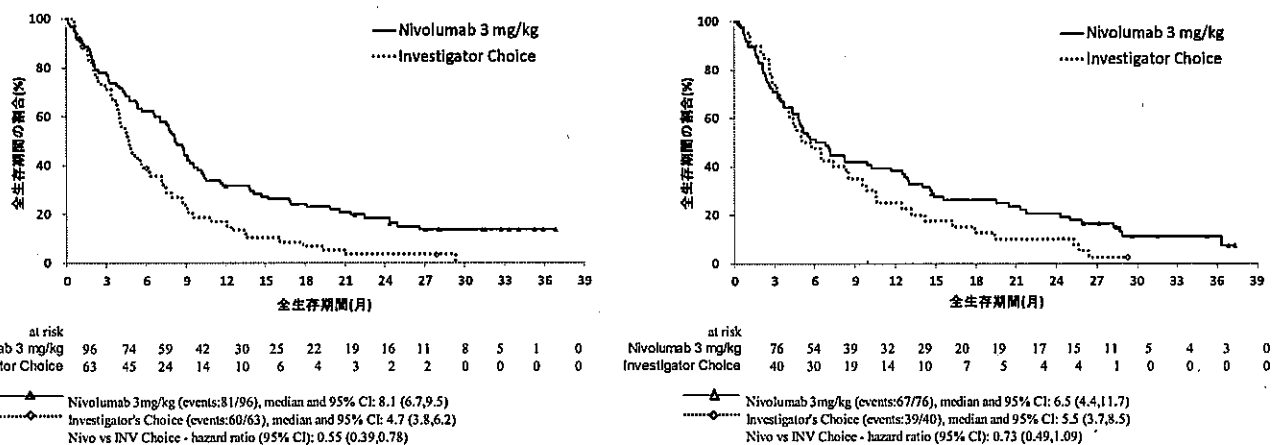 100
80
60
40
20
0
全生存期間の割合(%)
Nivolumab 3 mg/kg
Investigator Choice
0 3 6 9 12 15 18 21 24 27 30 33 36 39
全生存期間(月)
at risk
ab 3 mg/kg 96 74 59 42 30 25 22 19 16 11 8 5 1 0
tor Choice 63 45 24 14 10 6 4 3 2 2 0 0 0 0
Nivolumab 3mg/kg (events:81/96), median and 95% CI: 8.1 (6.7,9.5)
Investigator's Choice (events:60/63), median and 95% CI: 4.7 (3.8,6.2)
Nivo vs INV Choice - hazard ratio (95% CI): 0.55 (0.39,0.78)
100
80
60
40
20
0
全生存期間の割合(%)
Nivolumab 3 mg/kg
Investigator Choice
0 3 6 9 12 15 18 21 24 27 30 33 36 39
全生存期間(月)
at risk
Nivolumab 3 mg/kg 76 54 39 32 29 20 19 17 15 11 5 4 3 0
Investigator Choice 40 30 19 14 10 7 5 4 4 1 0 0 0 0
Nivolumab 3mg/kg (events:67/76), median and 95% CI: 6.5 (4.4,11.7)
Investigator's Choice (events:39/40), median and 95% CI: 5.5 (3.7,8.5)
Nivo vs INV Choice - hazard ratio (95% CI): 0.73 (0.49,1.09)